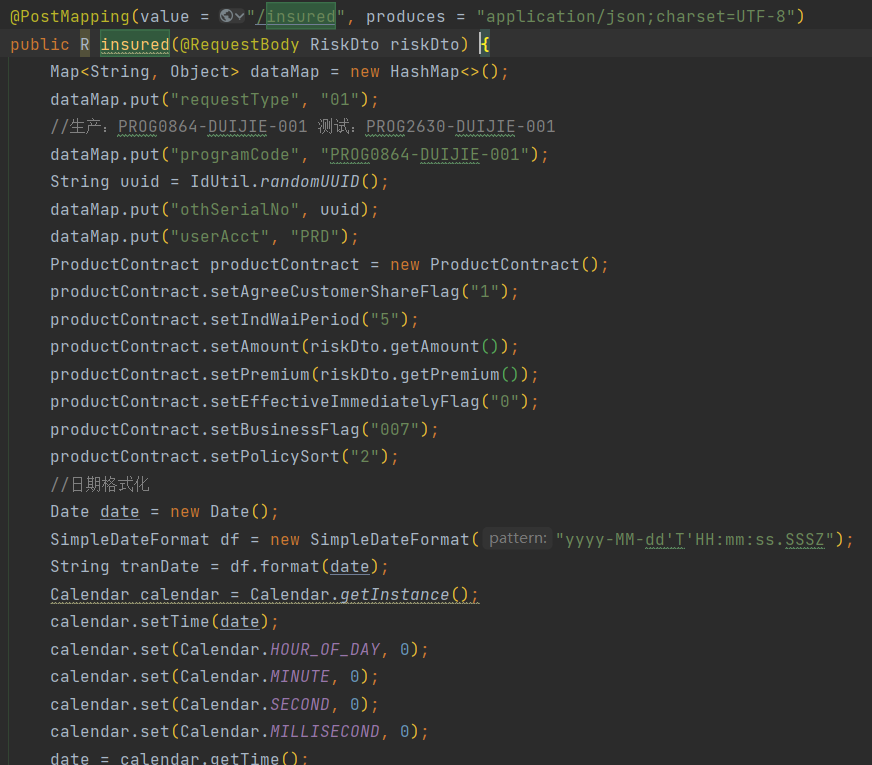 @PostMapping(value = "/insured", produces = "application/json;charset=UTF-8")
public R insured(@RequestBody RiskDto riskDto) {
Map<String, Object> dataMap = new HashMap<>();
dataMap.put("requestType", "01");
//生产：PROG0864-DUIJIE-001 测试：PROG2630-DUIJIE-001
dataMap.put("programCode", "PROG0864-DUIJIE-001");
String uuid = IdUtil.randomUUID();
dataMap.put("othSerialNo", uuid);
dataMap.put("userAcct", "PRD");
ProductContract productContract = new ProductContract();
productContract.setAgreeCustomerShareFlag("1");
productContract.setIndWaiPeriod("5");
productContract.setAmount(riskDto.getAmount());
productContract.setPremium(riskDto.getPremium());
productContract.setEffectiveImmediatelyFlag("0");
productContract.setBusinessFlag("007");
productContract.setPolicySort("2");
//日期格式化
Date date = new Date();
SimpleDateFormat df = new SimpleDateFormat( pattern: "yyyy-MM-dd'T'HH:mm:ss.SSSZ");
String tranDate = df.format(date);
Calendar calendar = Calendar.getInstance();
calendar.setTime(date);
calendar.set(Calendar.HOUR_OF_DAY, 0);
calendar.set(Calendar.MINUTE, 0);
calendar.set(Calendar.SECOND, 0);
calendar.set(Calendar.MILLISECOND, 0);
date = calendar.getTime();